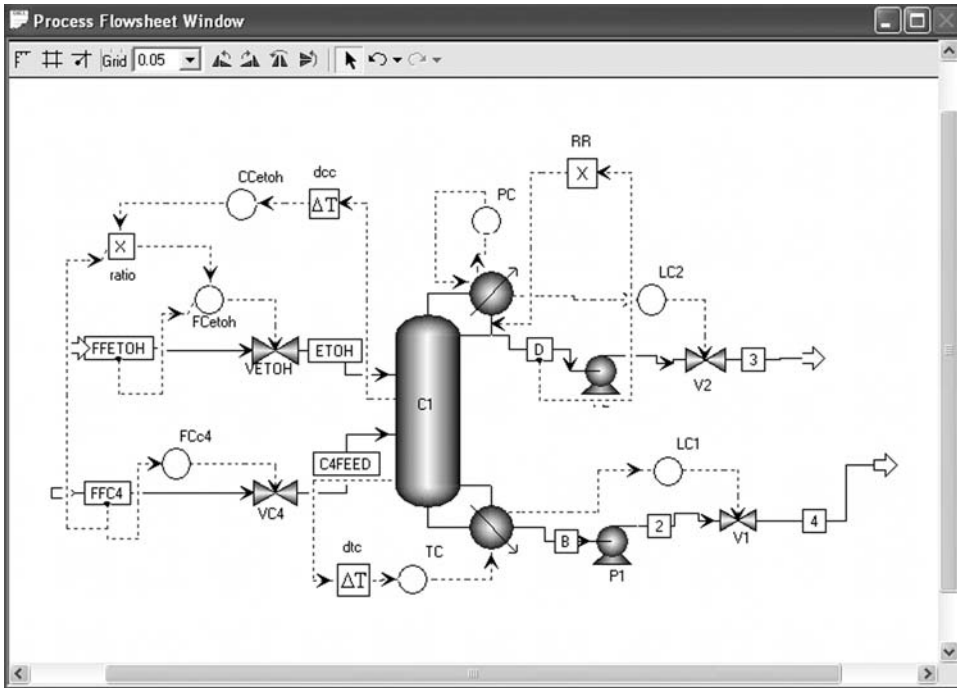 Process Flowsheet Window
Grid 0.05
RR
X
CCetoh
dcc
ΔT
PC
X
ratio
LC2
FCetoh
FFETOH
VETOH
ETOH
D
3
V2
C1
FCc4
C4FEED
LC1
FFC4
VC4
dtc
TC
ΔT
B
2
P1
V1
4